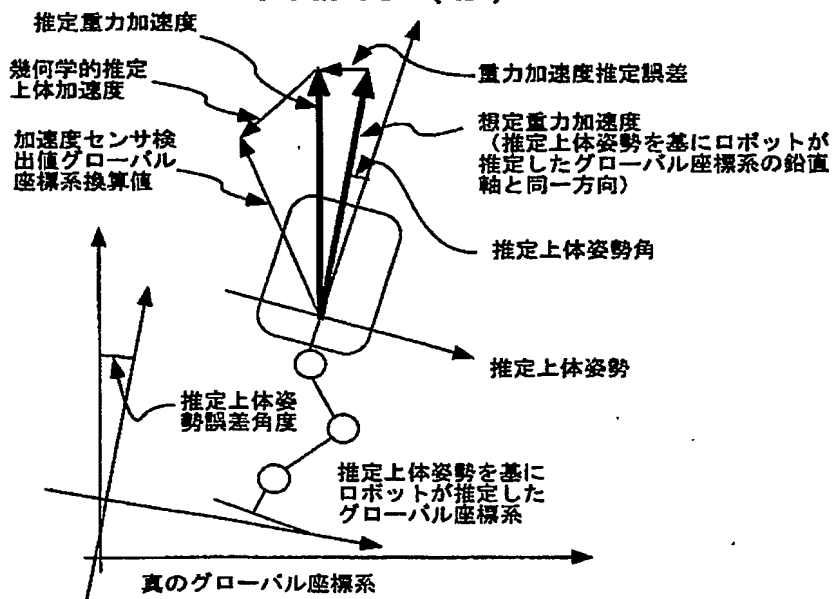 推定重力加速度
幾何学的推定
上体加速度
加速度センサ検
出値グローバル
座標系換算値
重力加速度推定誤差
想定重力加速度
（推定上体姿勢を基にロボットが
推定したグローバル座標系の鉛直
軸と同一方向）
推定上体姿勢角
推定上体姿勢
推定上体姿
勢誤差角度
推定上体姿勢を基に
ロボットが推定した
グローバル座標系
真のグローバル座標系